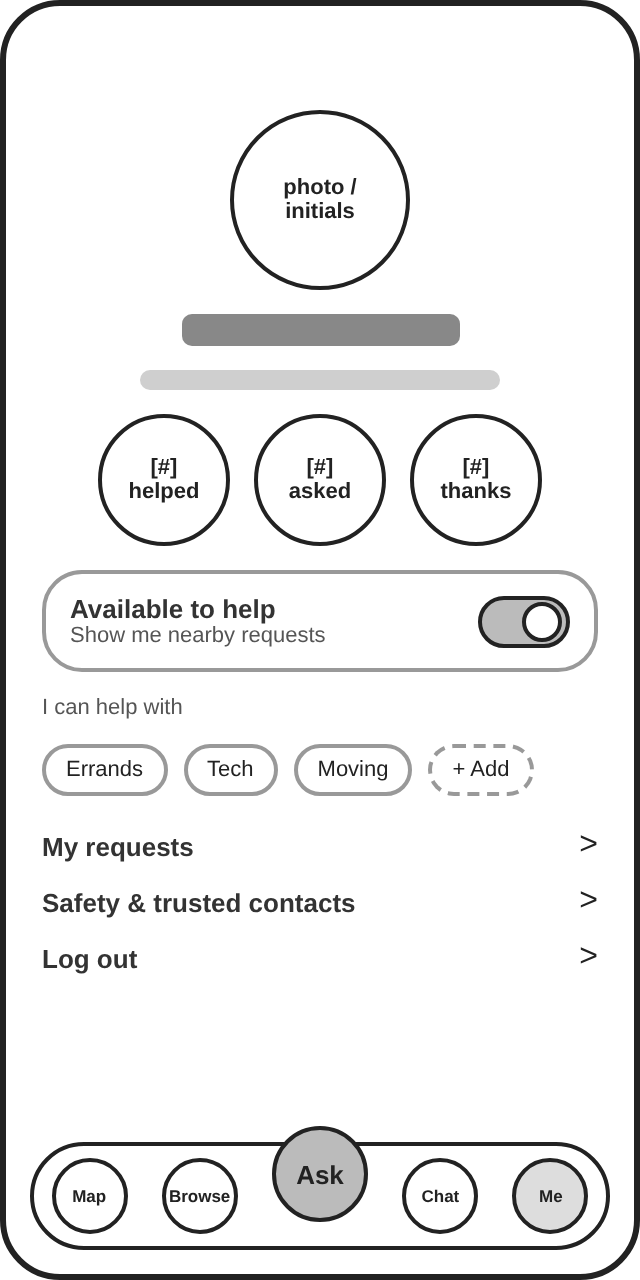 photo /
initials
[#]
helped
[#]
asked
[#]
thanks
Available to help
Show me nearby requests
I can help with
Errands
Tech
Moving
+ Add
My requests >
Safety & trusted contacts >
Log out >
Map
Browse
Ask
Chat
Me